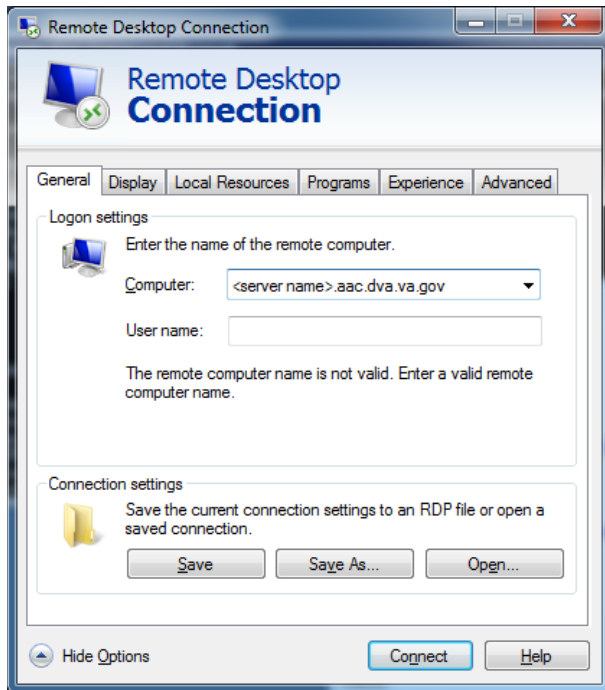 Remote Desktop Connection
Remote Desktop
Connection
General Display Local Resources Programs Experience Advanced
Logon settings
Enter the name of the remote computer.
Computer: <server name>.aac.dva.va.gov
User name:
The remote computer name is not valid. Enter a valid remote
computer name.
Connection settings
Save the current connection settings to an RDP file or open a
saved connection.
Save Save As... Open...
Hide Options Connect Help